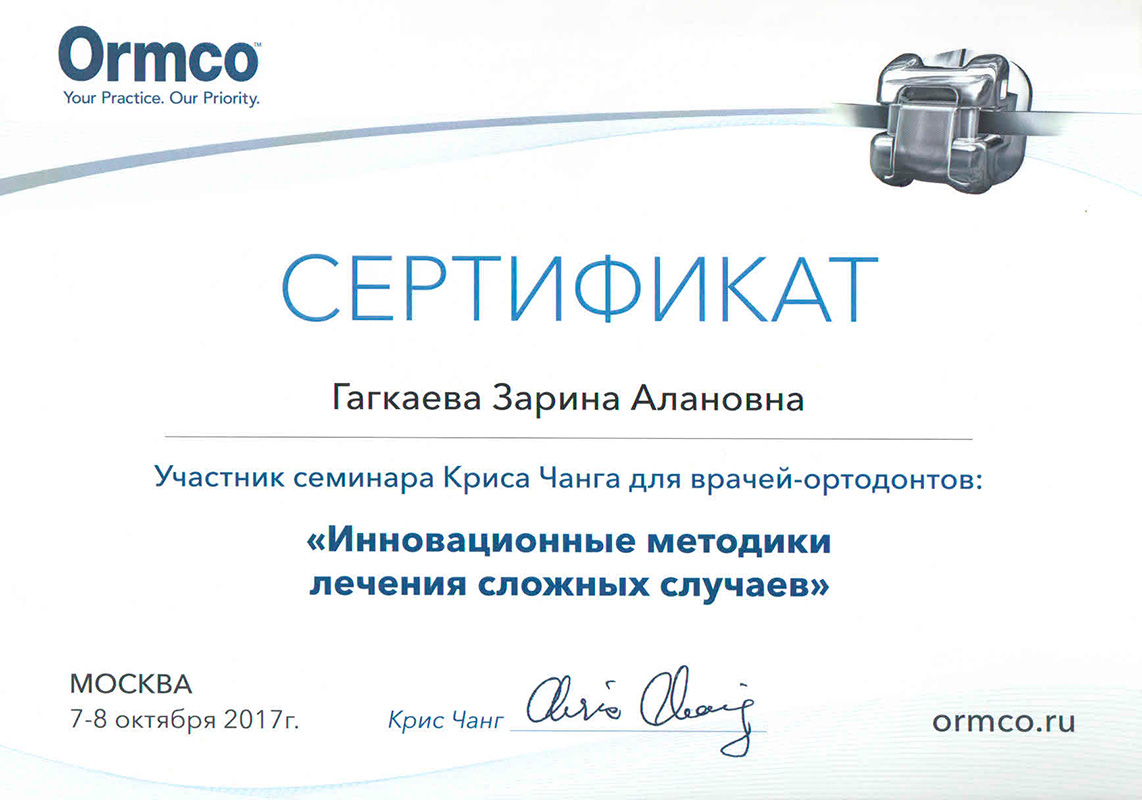 Ormco™
Your Practice. Our Priority.
СЕРТИФИКАТ
Гагкаева Зарина Алановна
Участник семинара Криса Чанга для врачей-ортодонтов:
«Инновационные методики
лечения сложных случаев»
МОСКВА
7-8 октября 2017г.
Крис Чанг
Chris Chang
ormco.ru